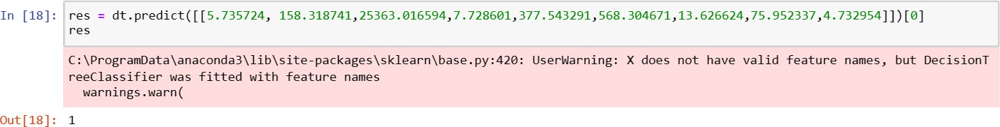 In [18]: res = dt.predict([[5.735724, 158.318741,25363.016594,7.728601,377.543291,568.304671,13.626624,75.952337,4.732954]])[0]
res
C:\ProgramData\anaconda3\lib\site-packages\sklearn\base.py:420: UserWarning: X does not have valid feature names, but DecisionT
reeClassifier was fitted with feature names
  warnings.warn(
Out[18]: 1